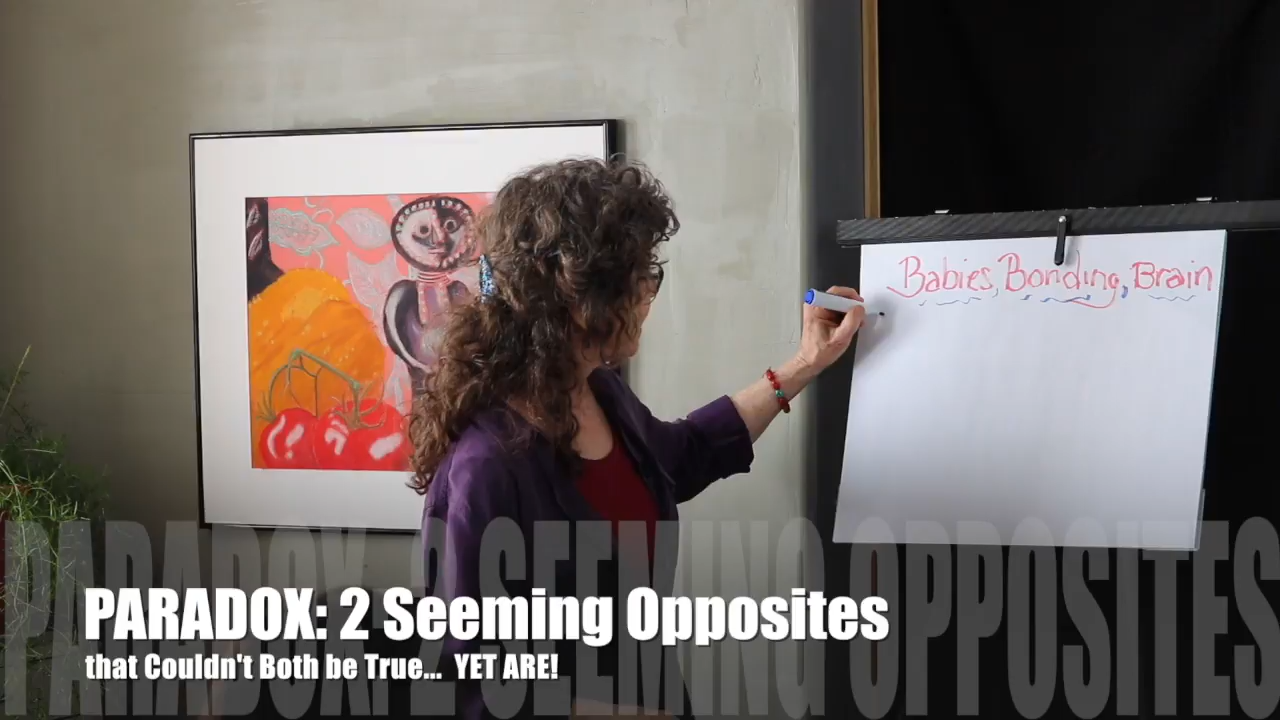 Babies, Bonding, Brain
PARADOX: 2 SEEMING OPPOSITES
PARADOX: 2 Seeming Opposites
that Couldn't Both be True... YET ARE!